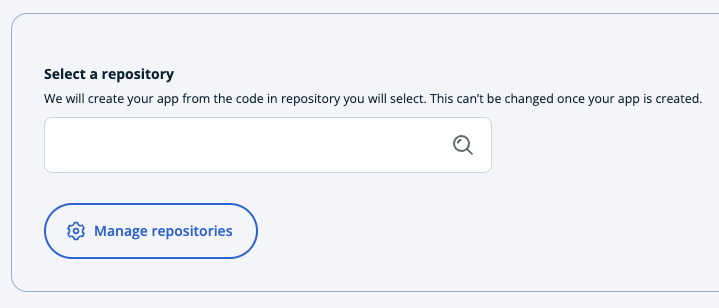 Select a repository
We will create your app from the code in repository you will select. This can’t be changed once your app is created.
Manage repositories